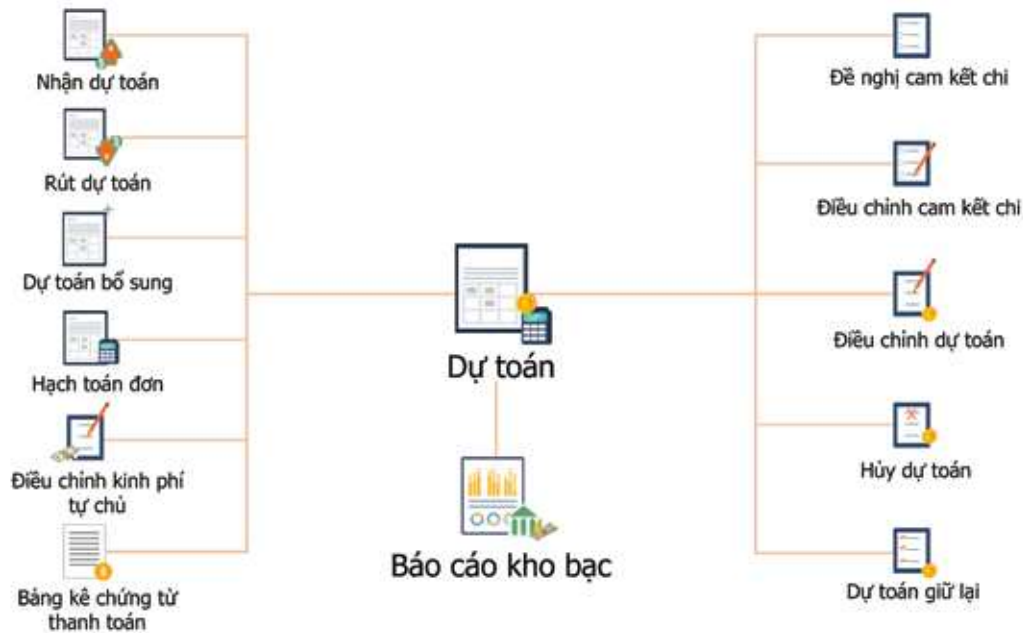 Nhận dự toán
Rút dự toán
Dự toán bổ sung
Hạch toán đơn
Điều chỉnh kinh phí
tự chủ
Bảng kê chứng từ
thanh toán
Dự toán
Báo cáo kho bạc
Đề nghị cam kết chi
Điều chỉnh cam kết chi
Điều chỉnh dự toán
Hủy dự toán
Dự toán giữ lại